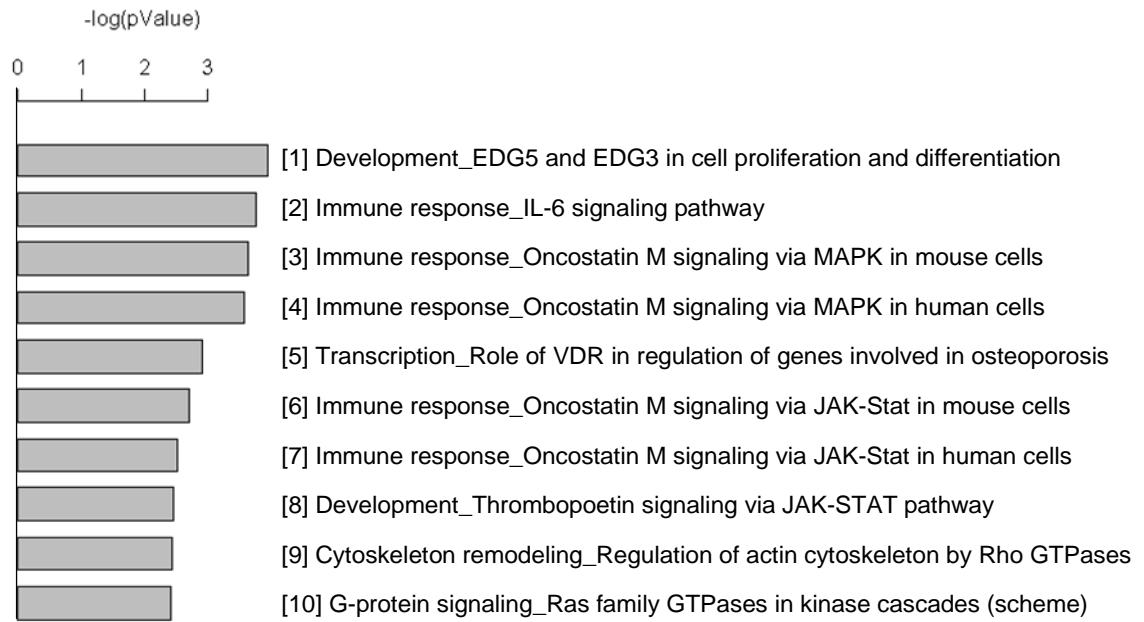 -log(pValue)
0 1 2 3
[1] Development_EDG5 and EDG3 in cell proliferation and differentiation
[2] Immune response_IL-6 signaling pathway
[3] Immune response_Oncostatin M signaling via MAPK in mouse cells
[4] Immune response_Oncostatin M signaling via MAPK in human cells
[5] Transcription_Role of VDR in regulation of genes involved in osteoporosis
[6] Immune response_Oncostatin M signaling via JAK-Stat in mouse cells
[7] Immune response_Oncostatin M signaling via JAK-Stat in human cells
[8] Development_Thrombopoetin signaling via JAK-STAT pathway
[9] Cytoskeleton remodeling_Regulation of actin cytoskeleton by Rho GTPases
[10] G-protein signaling_Ras family GTPases in kinase cascades (scheme)